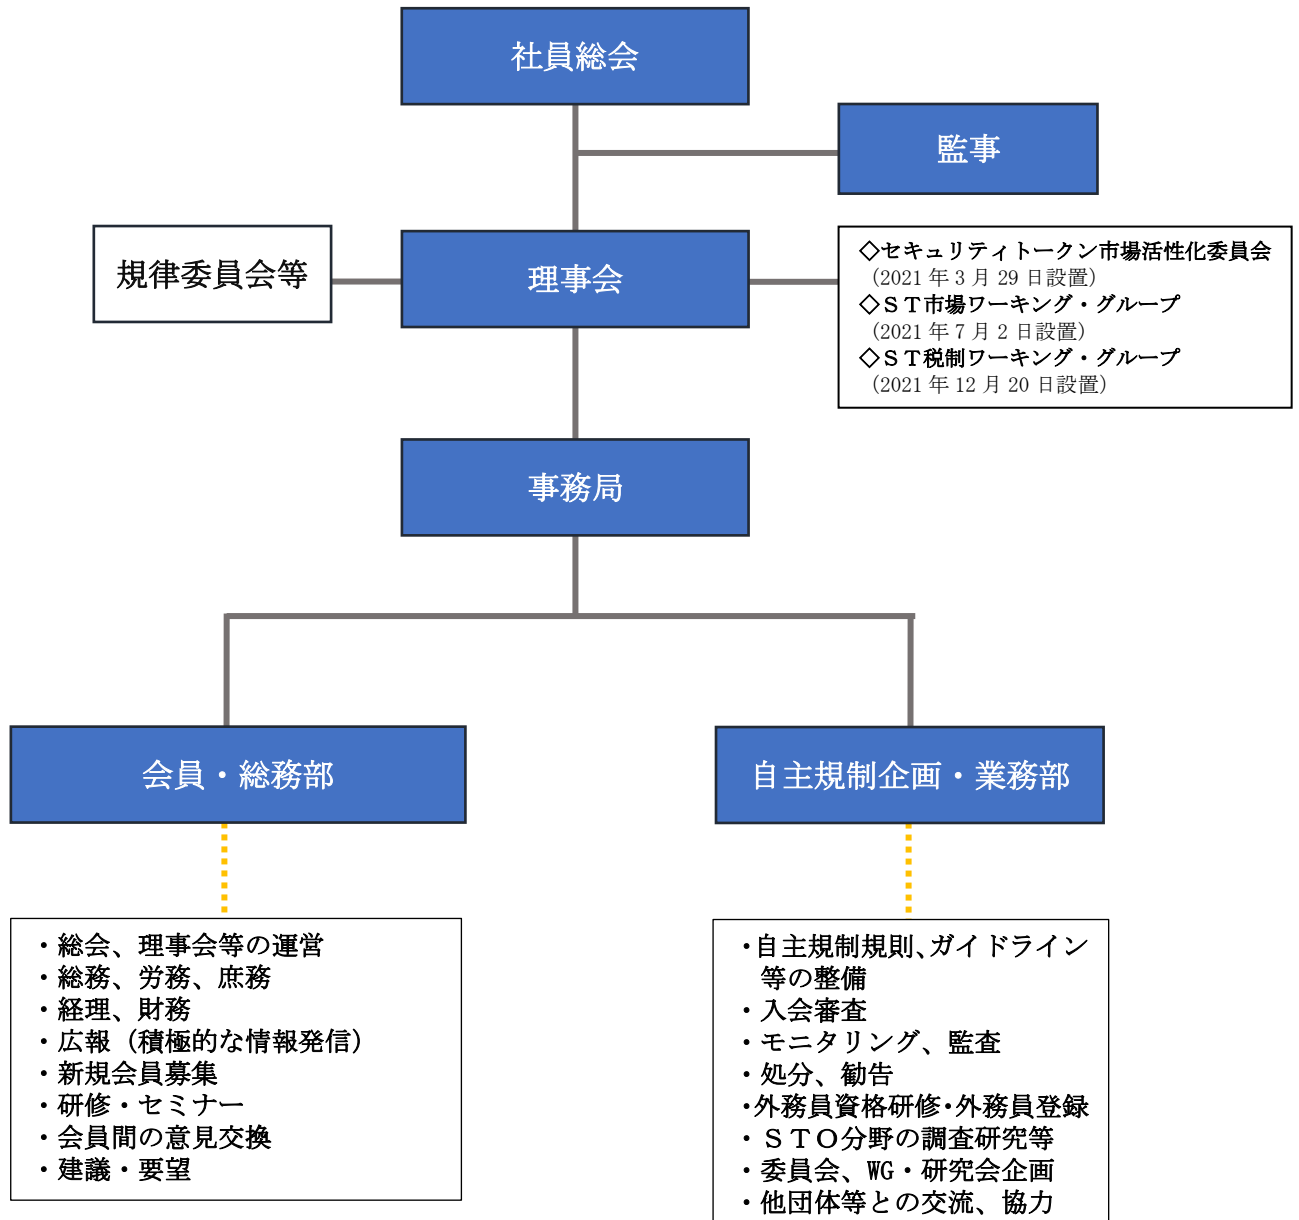 社員総会
監事
規律委員会等
理事会
◇セキュリティトークン市場活性化委員会
(2021 年 3 月 29 日設置)
◇ＳＴ市場ワーキング・グループ
(2021 年 7 月 2 日設置)
◇ＳＴ税制ワーキング・グループ
(2021 年 12 月 20 日設置)
事務局
会員・総務部
自主規制企画・業務部
・総会、理事会等の運営
・総務、労務、庶務
・経理、財務
・広報（積極的な情報発信）
・新規会員募集
・研修・セミナー
・会員間の意見交換
・建議・要望
・自主規制規則、ガイドライン
等の整備
・入会審査
・モニタリング、監査
・処分、勧告
・外務員資格研修・外務員登録
・ＳＴＯ分野の調査研究等
・委員会、WG・研究会企画
・他団体等との交流、協力